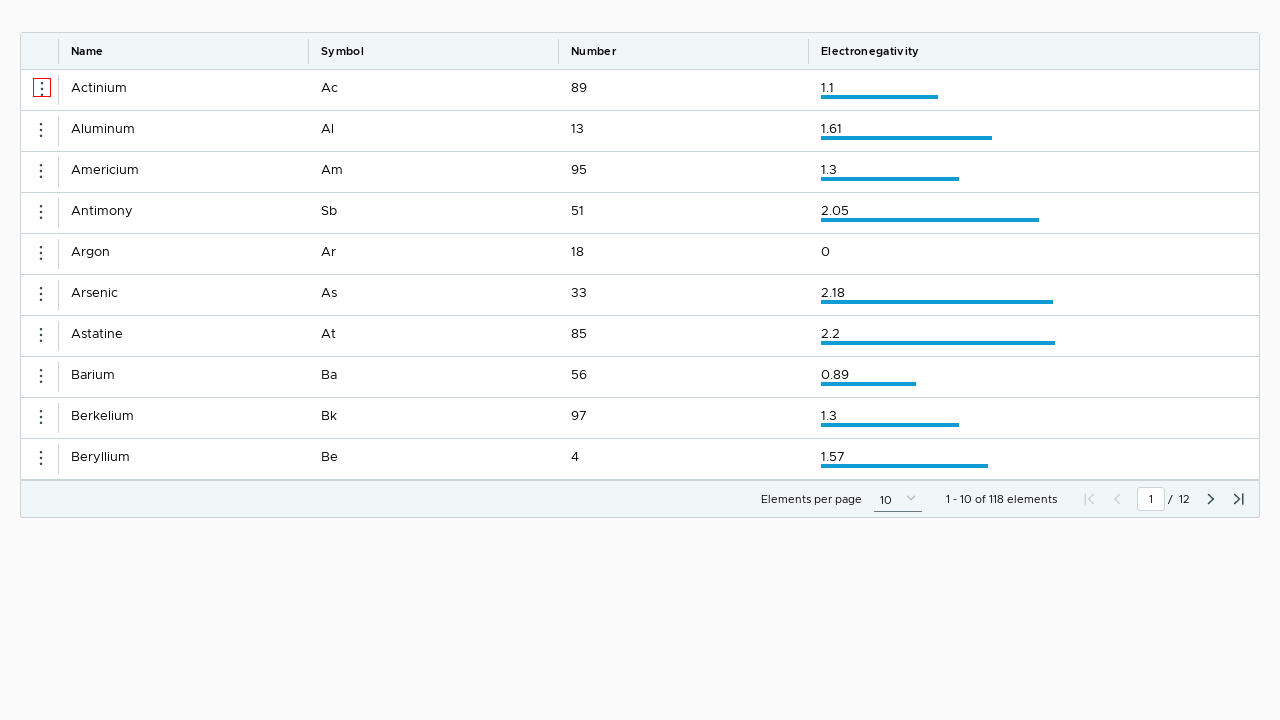 Name Symbol Number Electronegativity
Actinium Ac 89 1.1
Aluminum Al 13 1.61
Americium Am 95 1.3
Antimony Sb 51 2.05
Argon Ar 18 0
Arsenic As 33 2.18
Astatine At 85 2.2
Barium Ba 56 0.89
Berkelium Bk 97 1.3
Beryllium Be 4 1.57
Elements per page 10 1 - 10 of 118 elements 1 / 12